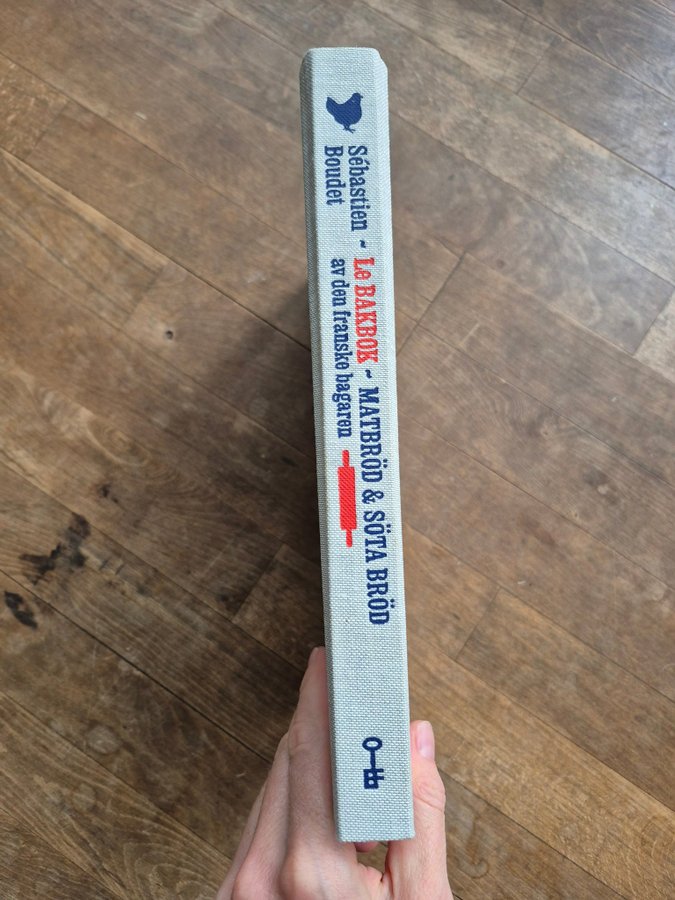 Sébastien ~ Le BAKBOK ~ MATBRÖD & SÖTA BRÖD
Boudet av den franske bagaren